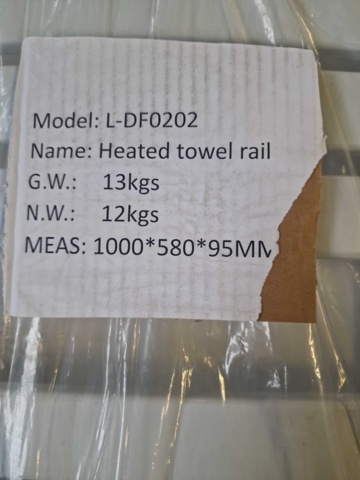 Model: L-DF0202
Name: Heated towel rail
G.W.: 13kgs
N.W.: 12kgs
MEAS: 1000*580*95MM